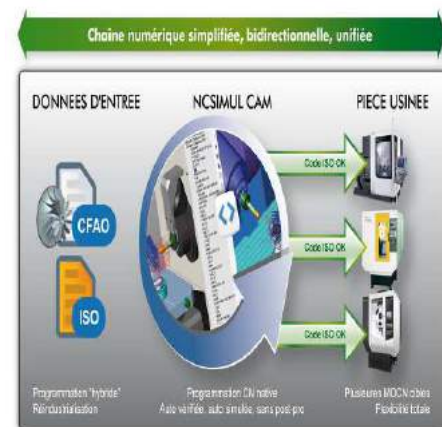 Chaîne numérique simplifiée, bidirectionnelle, unifiée
DONNEES D'ENTREE
NCSIMUL CAM
PIECE USINEE
CFAO
ISO
Code ISO OK
Code ISO OK
Code ISO OK
Programmation "hybride"
Réindustrialisation
Programmation CN native
Auto vérifiée, auto simulée, sans post-pro
Plusieures MOCN cibles
Flexibilité totale